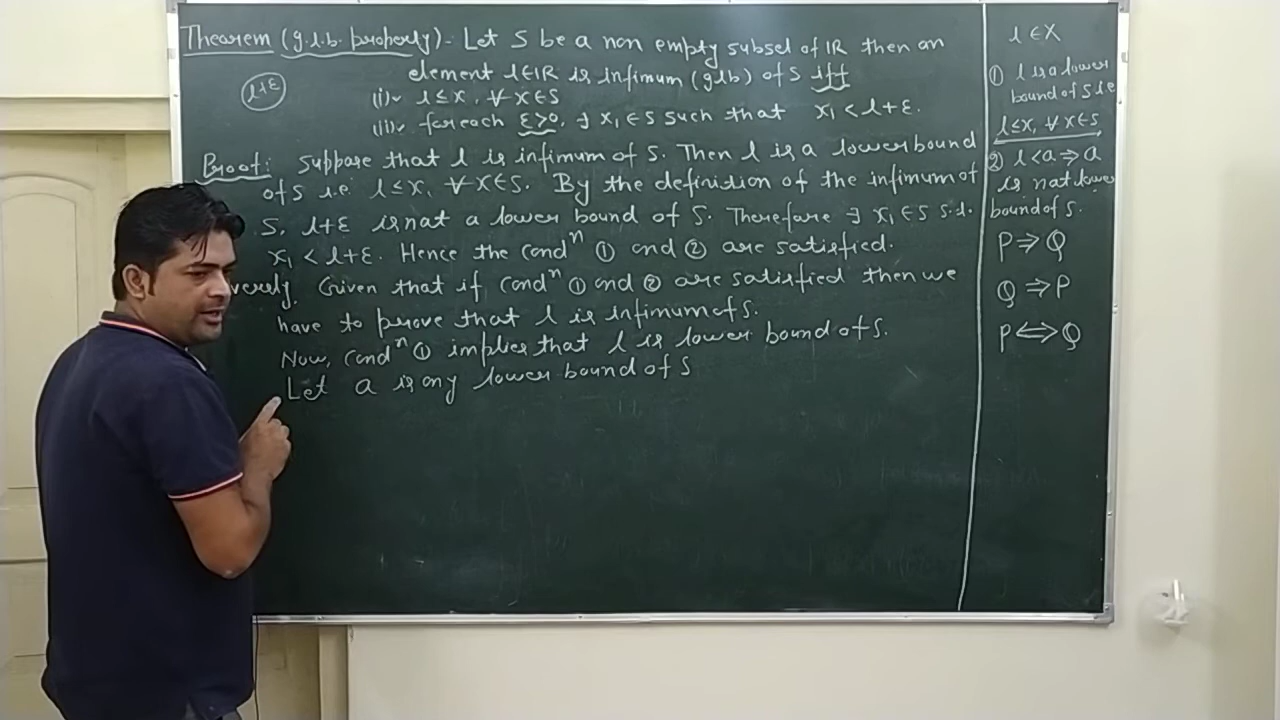 Theorem (g.l.b. property)- Let S be a non empty subset of IR then an
element l∈IR is infimum (glb) of S iff
l+ε
(i)~ l≤x, ∀ x∈S
(ii)~ for each ε>0, ∃ x₁∈S such that x₁<l+ε.
Proof: Suppose that l is infimum of S. Then l is a lower bound
of S i.e. l≤x, ∀ x∈S. By the definition of the infimum of
S, l+ε is not a lower bound of S. Therefore ∃ x₁∈S s.t.
x₁<l+ε. Hence the condⁿ ① and ② are satisfied.
versely, Given that if condⁿ ① and ② are satisfied then we
have to prove that l is infimum of S.
Now, condⁿ ① implies that l is lower bound of S.
Let a is any lower bound of S
l∈X
① l is a lower
bound of S i.e
l≤x, ∀ x∈S
② l<a⇒a
is not lower
bound of S.
P⇒Q
Q⇒P
P⟺Q